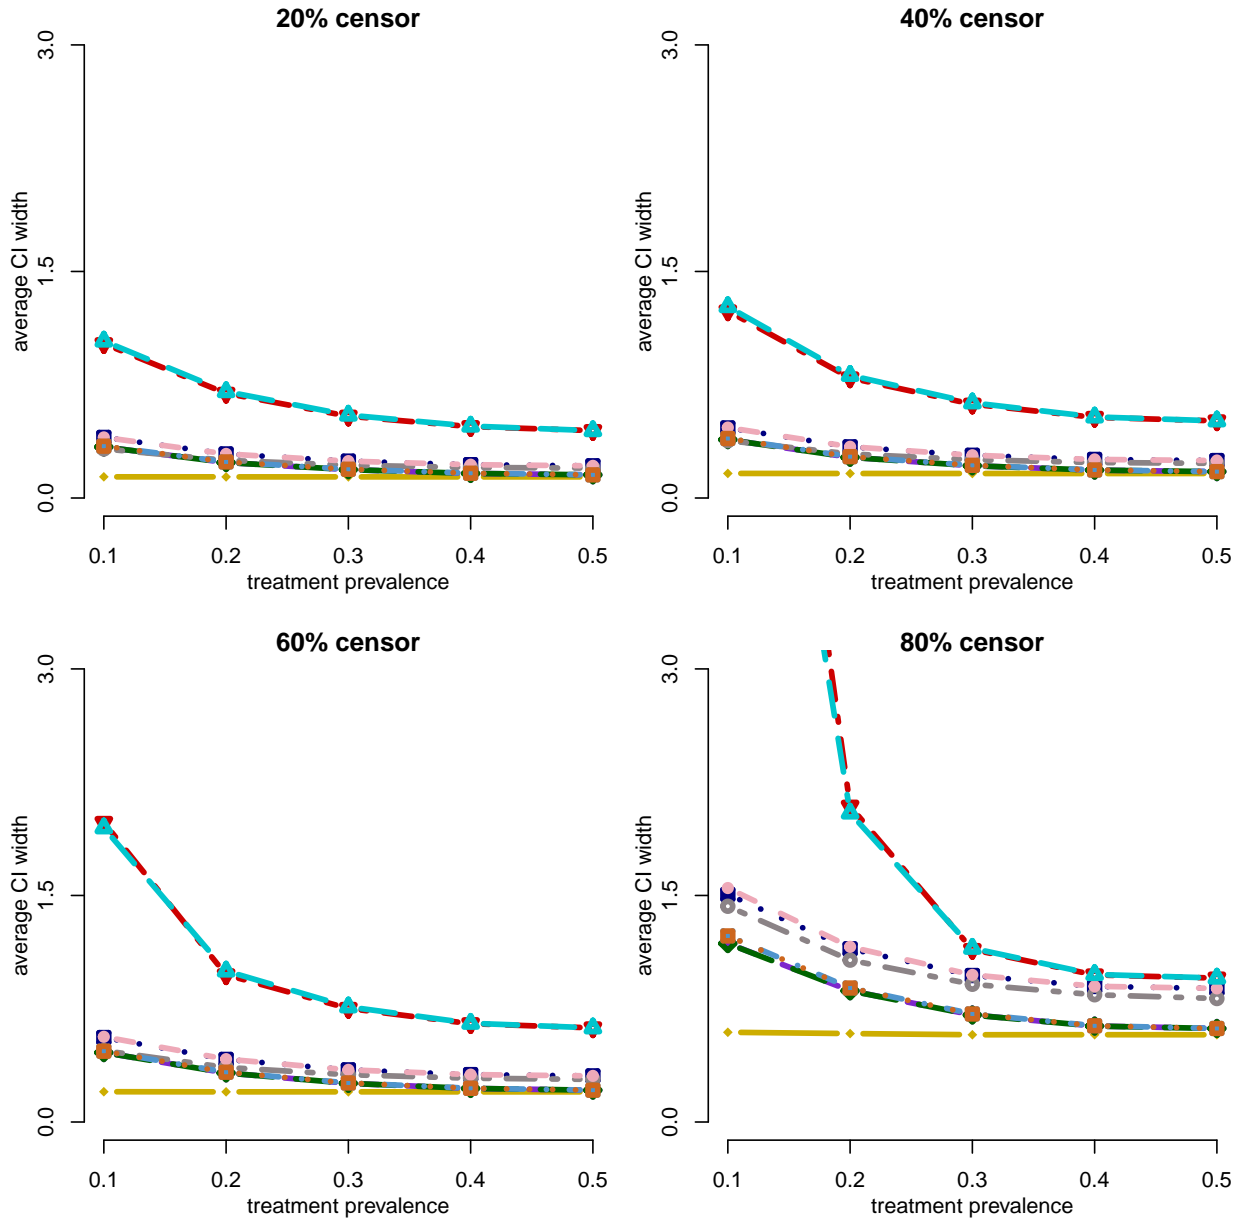 20% censor
average CI width
0.0 1.5 3.0
0.1 0.2 0.3 0.4 0.5
treatment prevalence
40% censor
average CI width
0.0 1.5 3.0
0.1 0.2 0.3 0.4 0.5
treatment prevalence
60% censor
average CI width
0.0 1.5 3.0
0.1 0.2 0.3 0.4 0.5
treatment prevalence
80% censor
average CI width
0.0 1.5 3.0
0.1 0.2 0.3 0.4 0.5
treatment prevalence